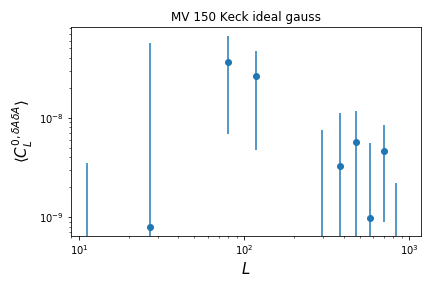 MV 150 Keck ideal gauss
⟨C_L^{0, δAδA}⟩
10^{-8}
10^{-9}
10^1
10^2
10^3
L